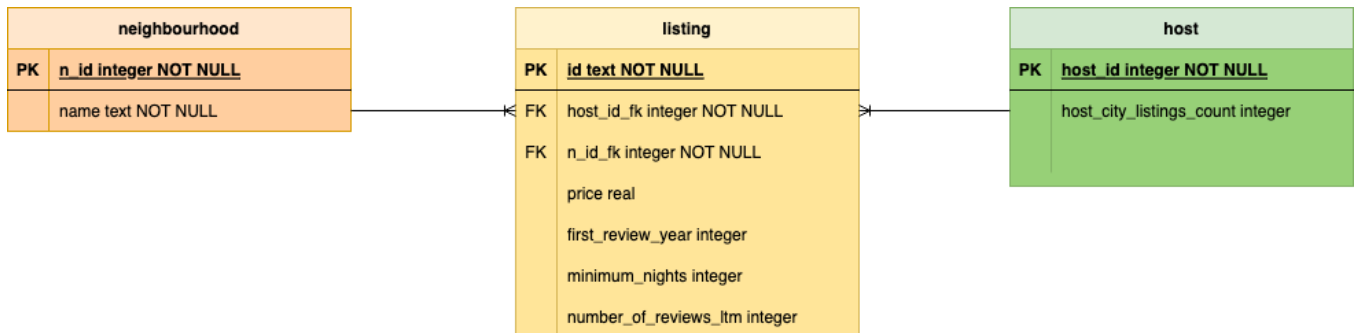 neighbourhood
PK n_id integer NOT NULL
name text NOT NULL
listing
PK id text NOT NULL
FK host_id_fk integer NOT NULL
FK n_id_fk integer NOT NULL
price real
first_review_year integer
minimum_nights integer
number_of_reviews_ltm integer
host
PK host_id integer NOT NULL
host_city_listings_count integer